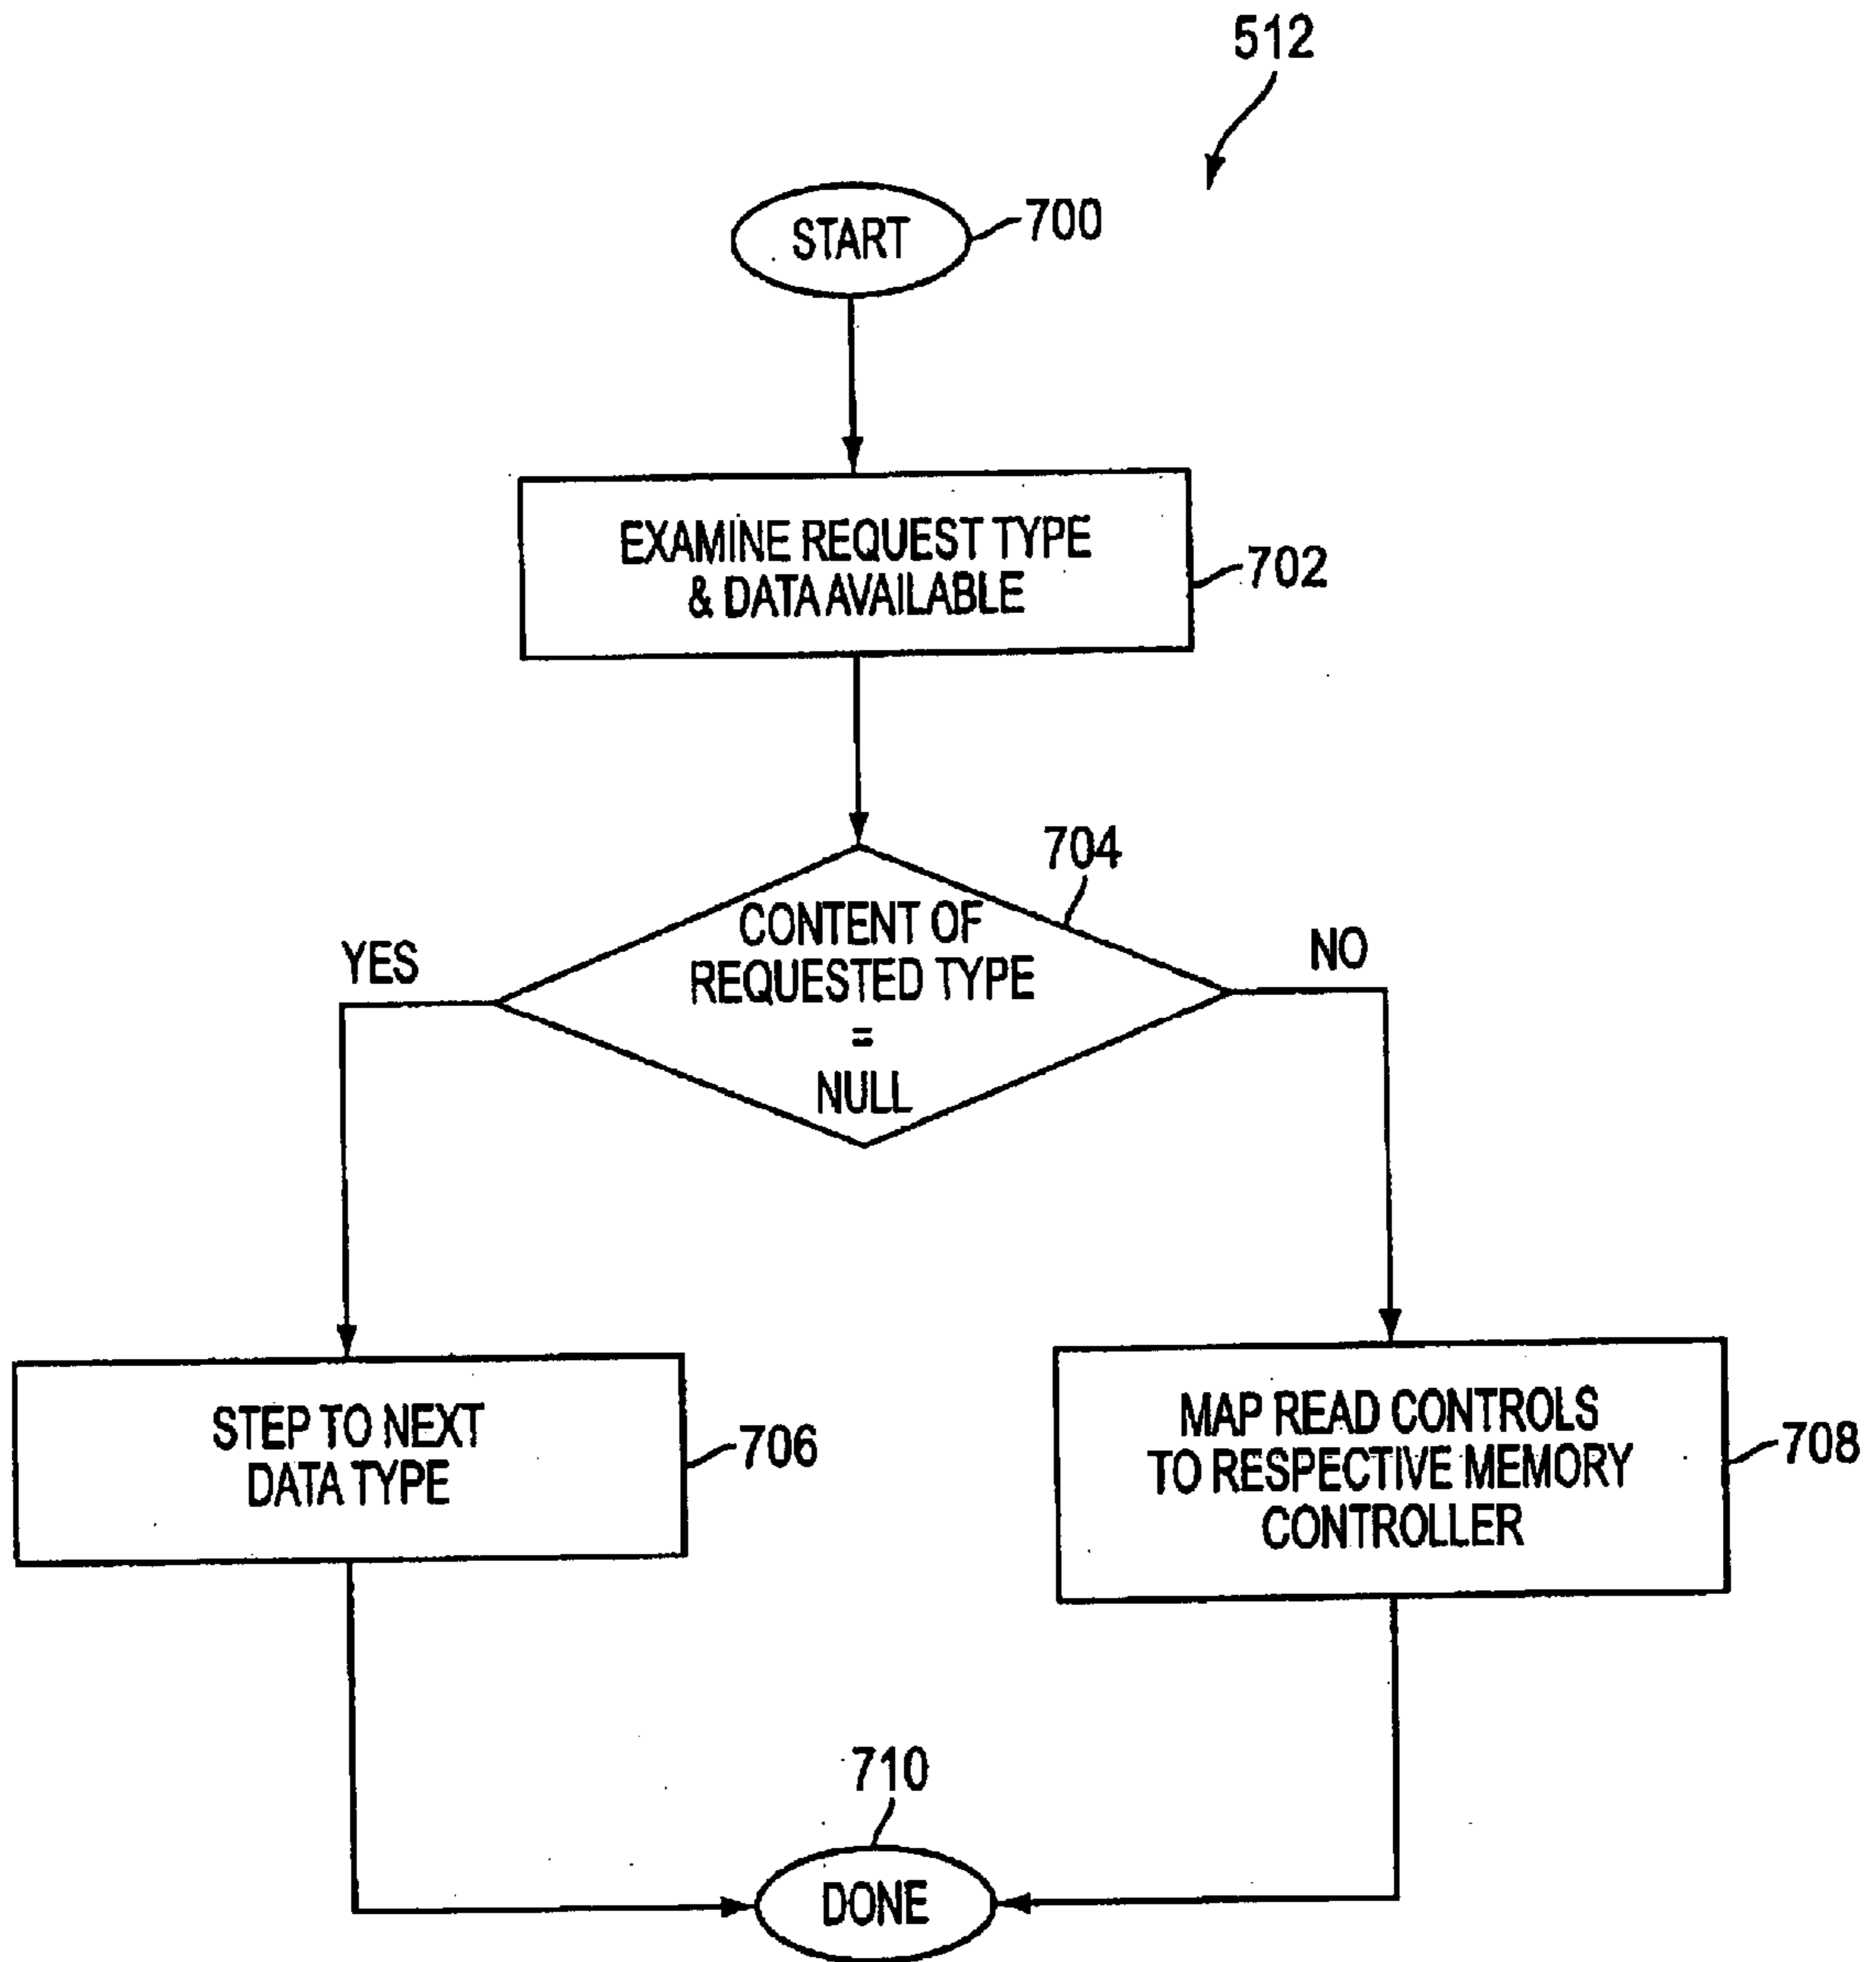 512
START
700
EXAMINE REQUEST TYPE
& DATA AVAILABLE
702
704
CONTENT OF
REQUESTED TYPE
=
NULL
YES
NO
STEP TO NEXT
DATA TYPE
706
MAP READ CONTROLS
TO RESPECTIVE MEMORY
CONTROLLER
708
710
DONE